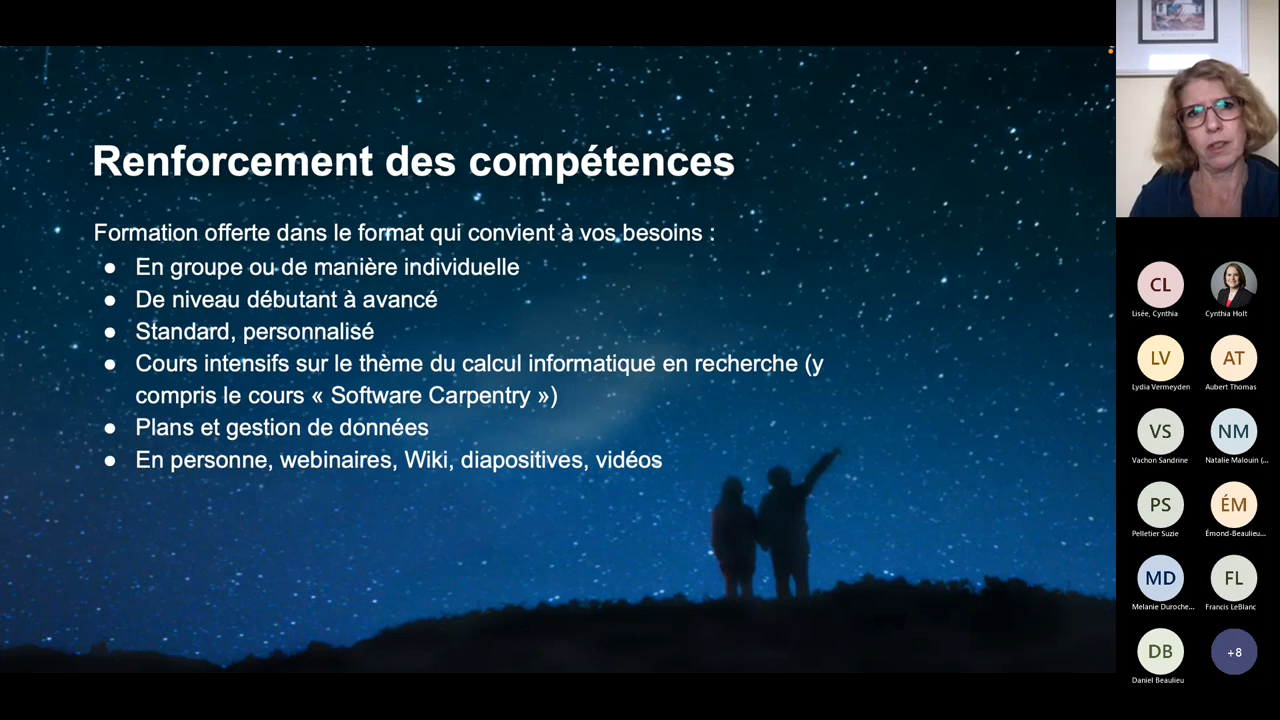 Renforcement des compétences
Formation offerte dans le format qui convient à vos besoins :
● En groupe ou de manière individuelle
● De niveau débutant à avancé
● Standard, personnalisé
● Cours intensifs sur le thème du calcul informatique en recherche (y
compris le cours « Software Carpentry »)
● Plans et gestion de données
● En personne, webinaires, Wiki, diapositives, vidéos
CL
Lisée, Cynthia
Cynthia Holt
LV
Lydia Vermeyden
AT
Aubert Thomas
VS
Vachon Sandrine
NM
Natalie Malouin (...
PS
Pelletier Suzie
ÉM
Émond-Beaulieu...
MD
Melanie Duroche...
FL
Francis LeBlanc
DB
Daniel Beaulieu
+8